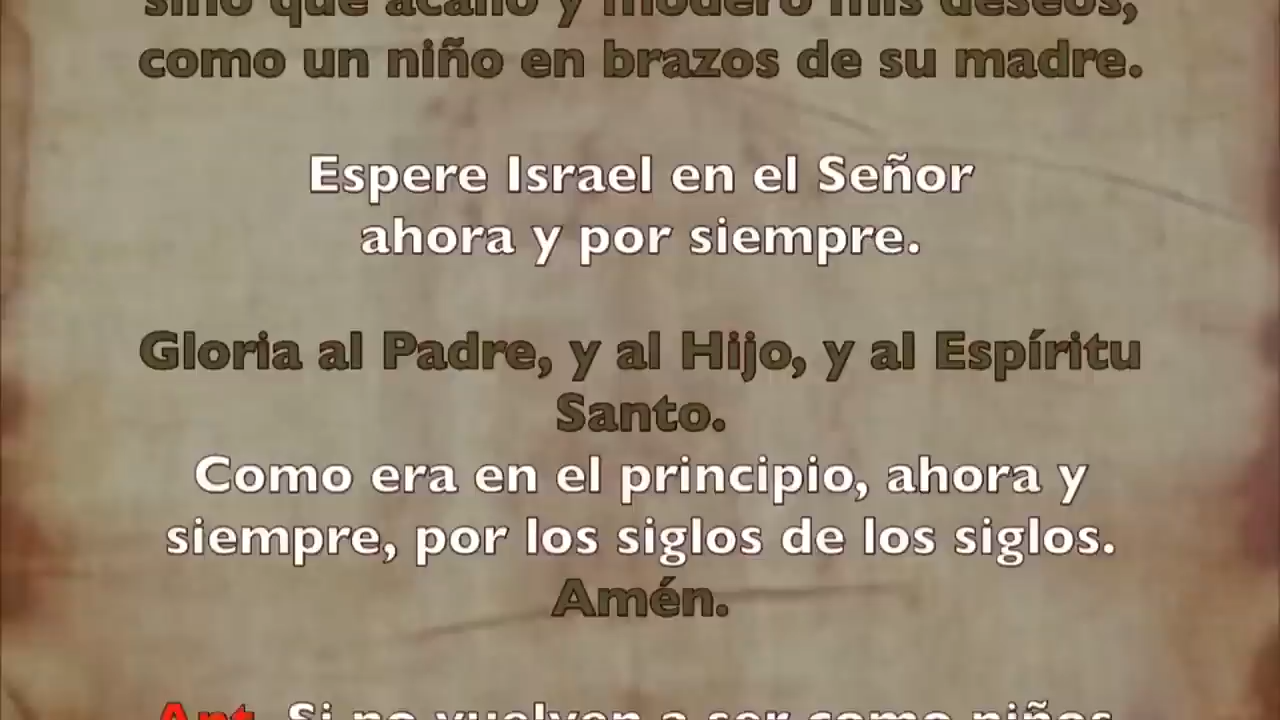 sino que acallo y modero mis deseos,
como un niño en brazos de su madre.
Espere Israel en el Señor
ahora y por siempre.
Gloria al Padre, y al Hijo, y al Espíritu
Santo.
Como era en el principio, ahora y
siempre, por los siglos de los siglos.
Amén.
Ant. Si no vuelven a ser como niños